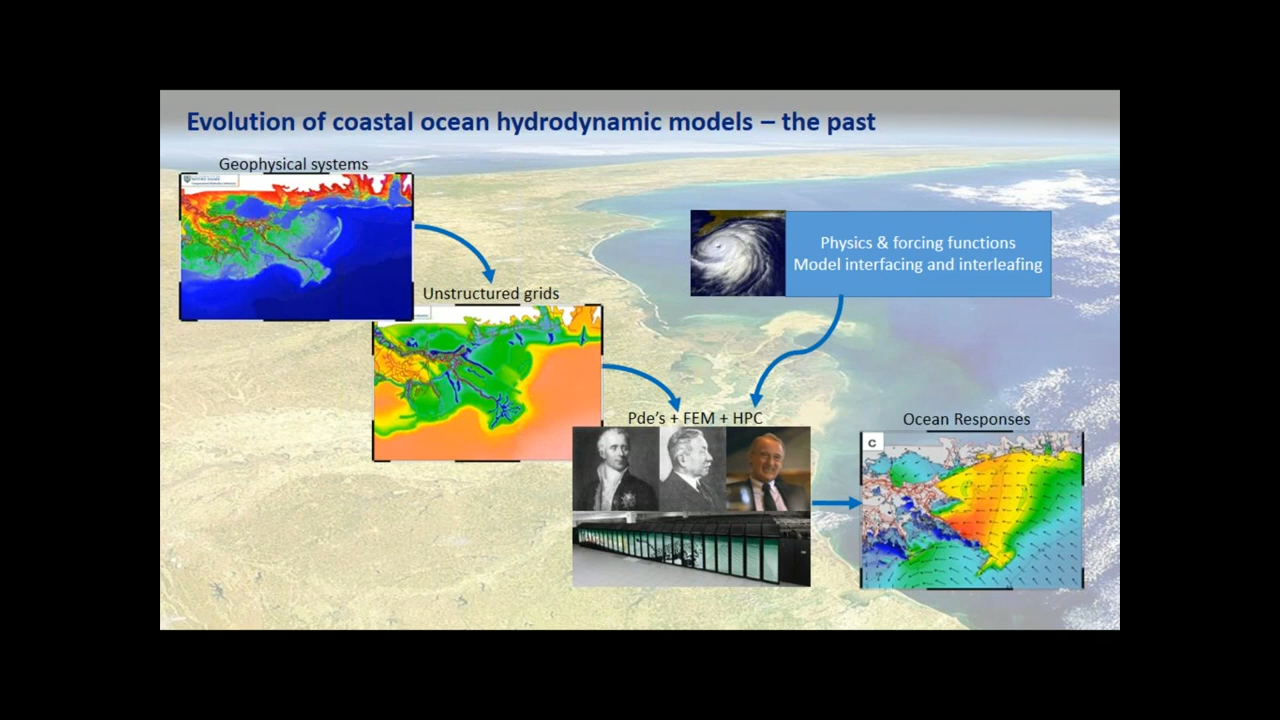 Evolution of coastal ocean hydrodynamic models – the past
Geophysical systems
Physics & forcing functions
Model interfacing and interleafing
Unstructured grids
Pde's + FEM + HPC
Ocean Responses
C